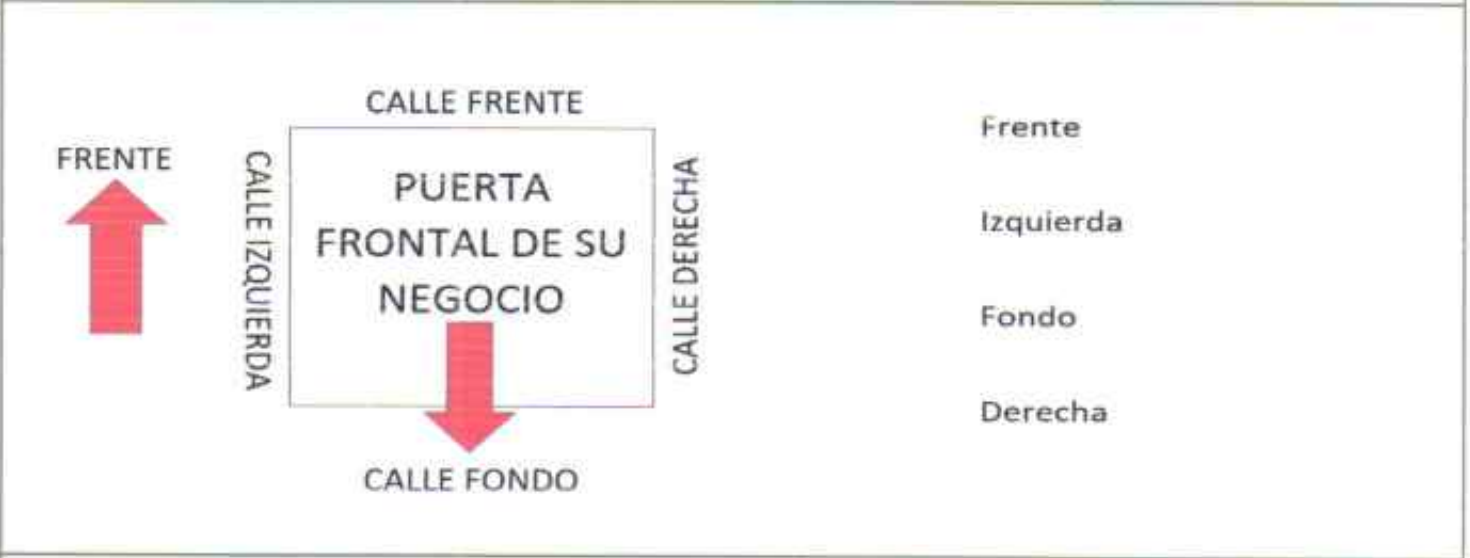 FRENTE
CALLE FRENTE
CALLE IZQUIERDA
PUERTA
FRONTAL DE SU
NEGOCIO
CALLE DERECHA
CALLE FONDO
Frente
Izquierda
Fondo
Derecha